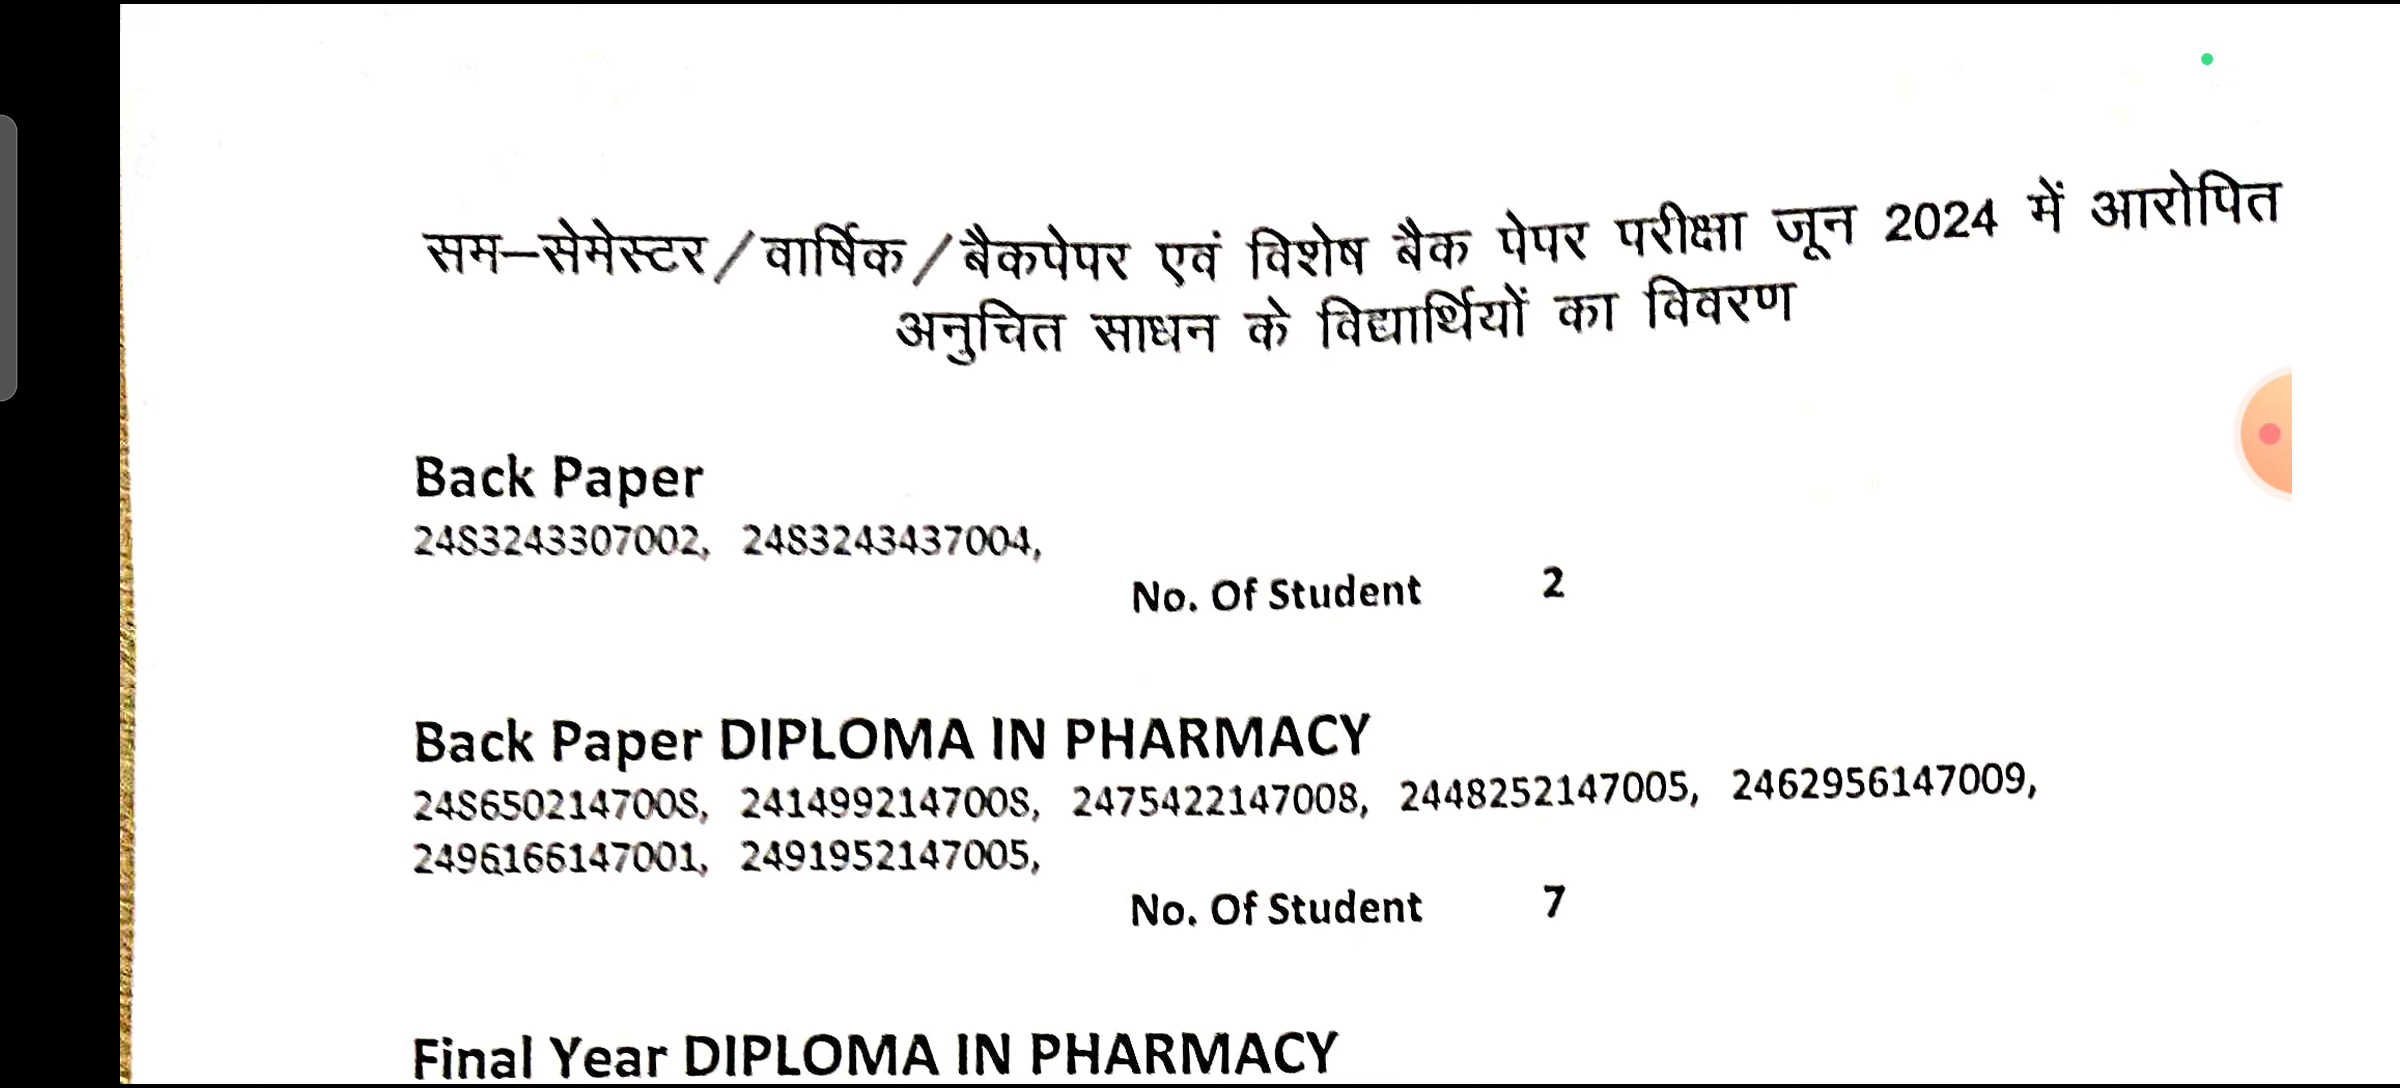 सम–सेमेस्टर/वार्षिक/बैकपेपर एवं विशेष बैक पेपर परीक्षा जून 2024 में आरोपित
अनुचित साधन के विद्यार्थियों का विवरण
Back Paper
24S3243307002, 24S3243437004,
No. Of Student 2
Back Paper DIPLOMA IN PHARMACY
24S650214700S, 241499214700S, 2475422147008, 2448252147005, 2462956147009,
2496166147001, 2491952147005,
No. Of Student 7
Final Year DIPLOMA IN PHARMACY